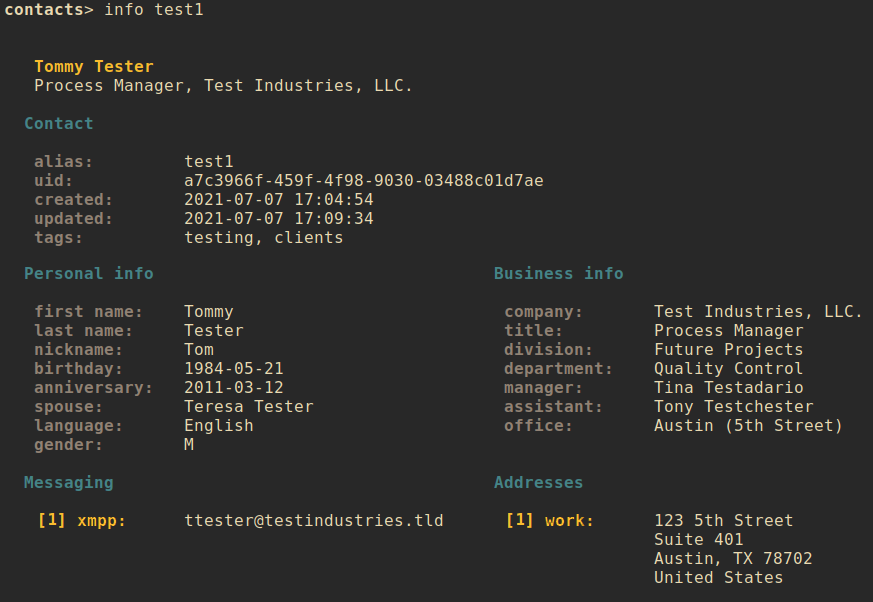 contacts> info test1
Tommy Tester
Process Manager, Test Industries, LLC.
Contact
alias: test1
uid: a7c3966f-459f-4f98-9030-03488c01d7ae
created: 2021-07-07 17:04:54
updated: 2021-07-07 17:09:34
tags: testing, clients
Personal info
first name: Tommy
last name: Tester
nickname: Tom
birthday: 1984-05-21
anniversary: 2011-03-12
spouse: Teresa Tester
language: English
gender: M
Business info
company: Test Industries, LLC.
title: Process Manager
division: Future Projects
department: Quality Control
manager: Tina Testadario
assistant: Tony Testchester
office: Austin (5th Street)
Messaging
[1] xmpp: ttester@testindustries.tld
Addresses
[1] work: 123 5th Street
Suite 401
Austin, TX 78702
United States